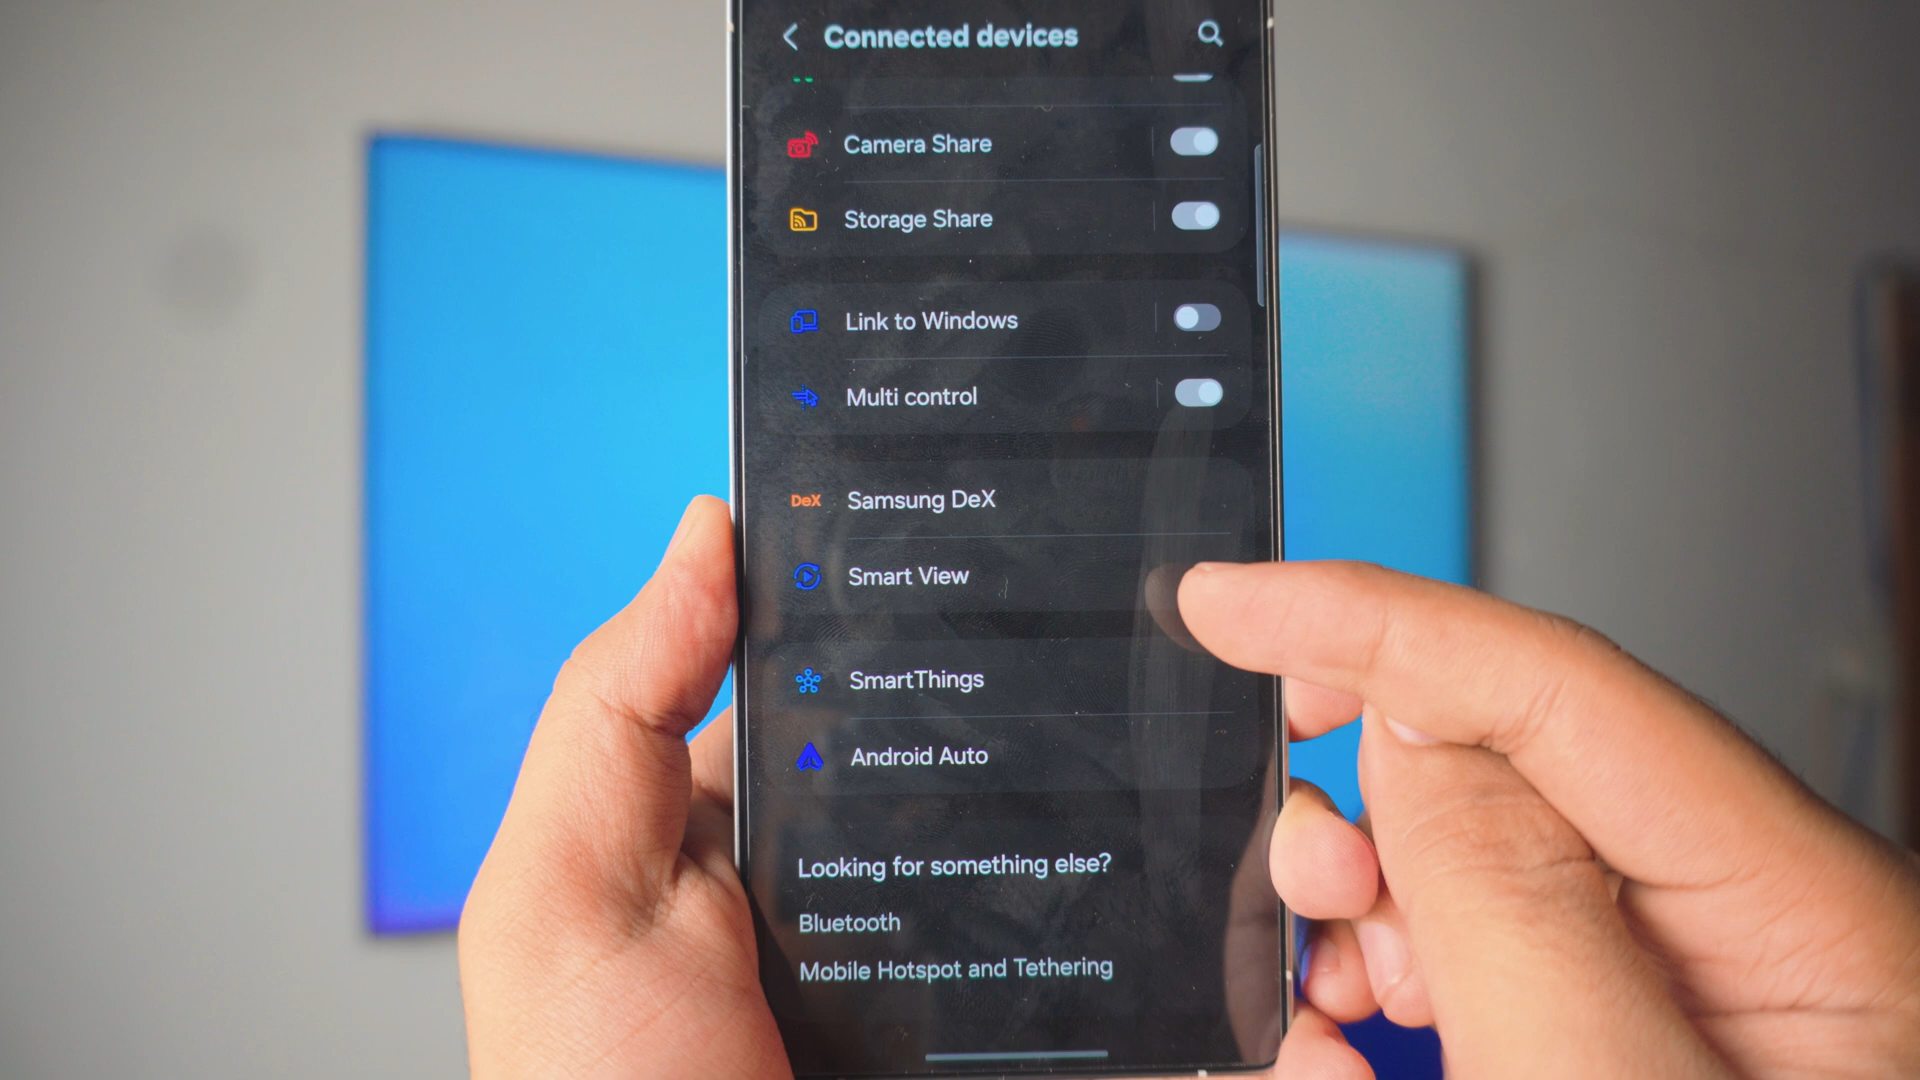 Connected devices
Camera Share
Storage Share
Link to Windows
Multi control
DeX Samsung DeX
Smart View
SmartThings
Android Auto
Looking for something else?
Bluetooth
Mobile Hotspot and Tethering